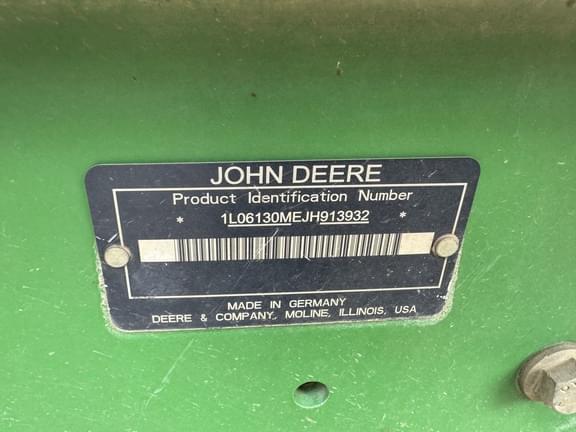 JOHN DEERE
Product Identification Number
* 1L06130MEJH913932 *
MADE IN GERMANY
DEERE & COMPANY, MOLINE, ILLINOIS, USA